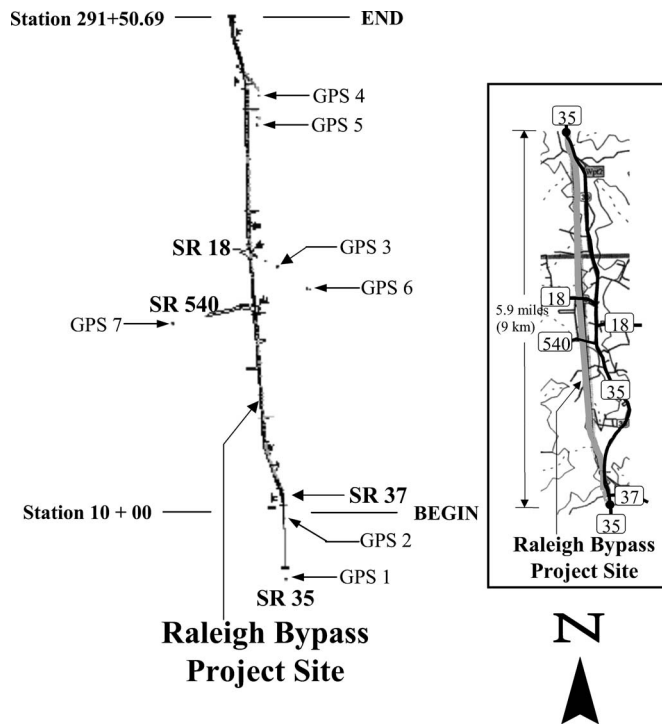 Station 291+50.69
END
GPS 4
GPS 5
SR 18
GPS 3
SR 540
GPS 6
GPS 7
SR 37
Station 10 + 00
BEGIN
GPS 2
GPS 1
SR 35
Raleigh Bypass
Project Site
35
18
5.9 miles
(9 km)
18
540
35
37
35
Raleigh Bypass
Project Site
N